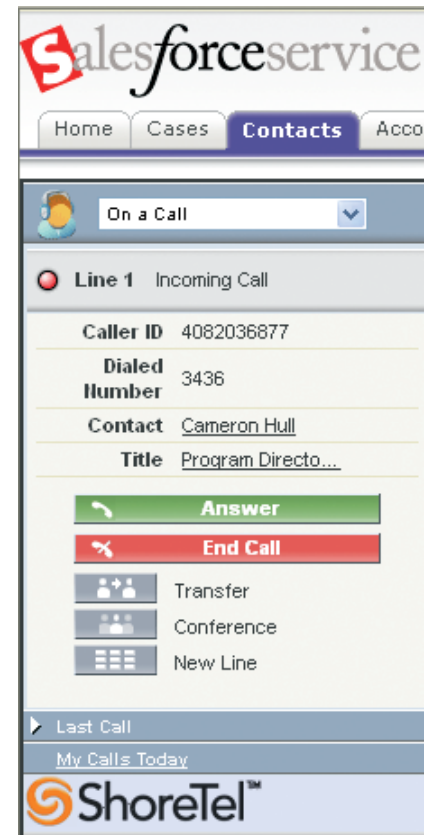 Salesforceservice
Home Cases Contacts Acco
On a Call
Line 1 Incoming Call
Caller ID 4082036877
Dialed
Number 3436
Contact Cameron Hull
Title Program Directo...
Answer
End Call
Transfer
Conference
New Line
Last Call
My Calls Today
ShoreTel™